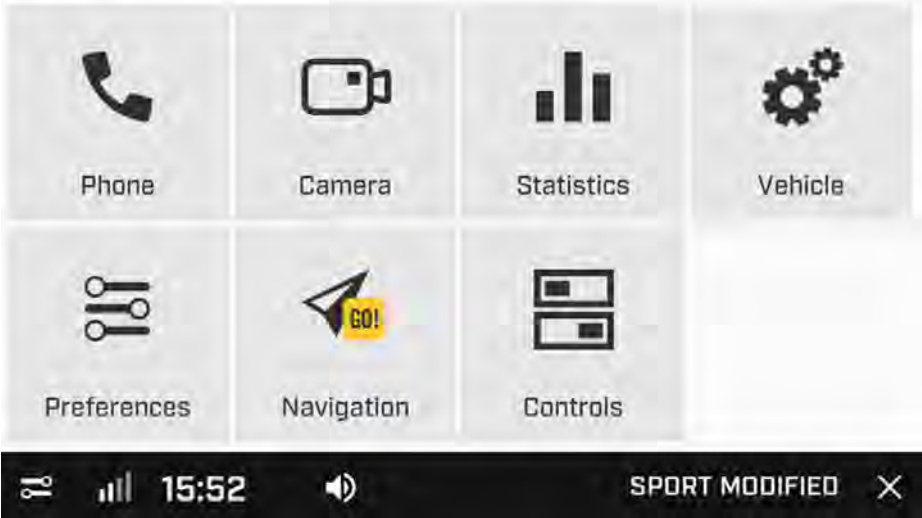 Phone Camera Statistics Vehicle
GO!
Preferences Navigation Controls
15:52 SPORT MODIFIED